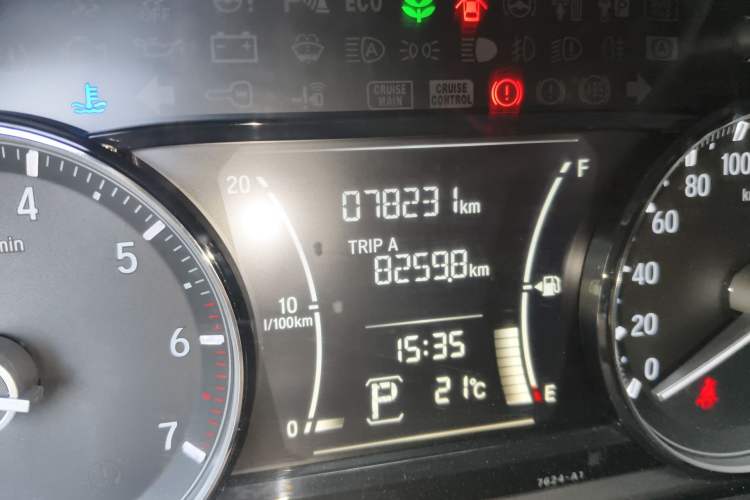 ECO
CRUISE MAIN
CRUISE CONTROL
20
078231km
F
TRIP A
8259.8km
10
l/100km
15:35
P
21°C
0
E
4
5
6
7
min
100
80
60
40
20
0
7624-A1